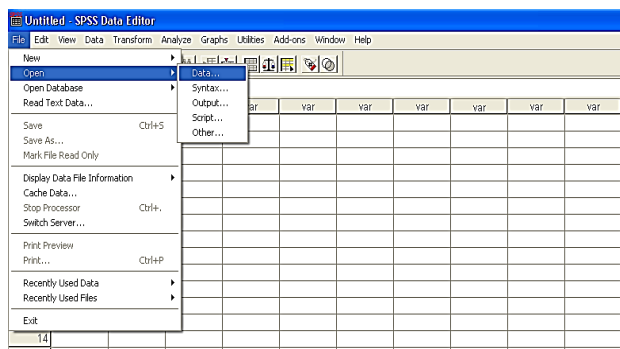 Untitled - SPSS Data Editor
File Edit View Data Transform Analyze Graphs Utilities Add-ons Window Help
New
Open
Open Database
Read Text Data...
Save Ctrl+S
Save As...
Mark File Read Only
Display Data File Information
Cache Data...
Stop Processor Ctrl+.
Switch Server...
Print Preview
Print... Ctrl+P
Recently Used Data
Recently Used Files
Exit
Data...
Syntax...
Output...
Script...
Other...
var var var var var var
14